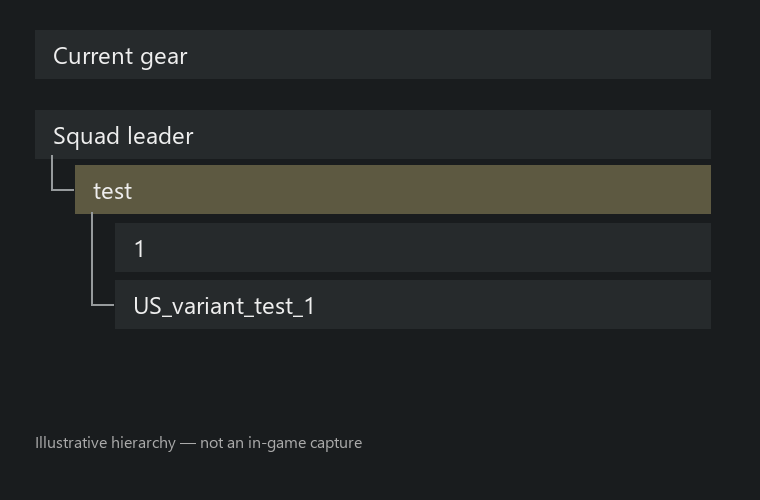 Current gear
Squad leader
test
1
US_variant_test_1
Illustrative hierarchy — not an in-game capture